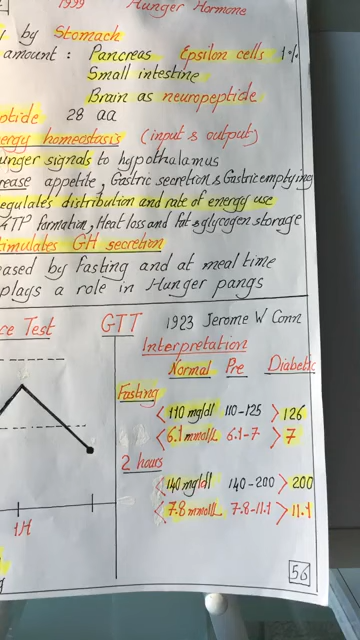 1999 Hunger Hormone
by Stomach
amount : Pancreas Epsilon cells 1%
Small intestine
Brain as neuropeptide
ptide 28 aa
ergy homeostasis (input & output)
unger signals to hypothalamus
rease appetite, Gastric secretion & Gastric emptying
egulates distribution and rate of energy use
ATP formation, Heat loss and Fat & glycogen storage
timulates GH secretion
eased by fasting and at meal time
plays a role in Hunger pangs
ce Test GTT 1923 Jerome W Conn
Interpretation
Normal Pre Diabetic
Fasting
< 110 mg/dl 110-125 > 126
< 6.1 mmol/L 6.1-7 > 7
2 hours
< 140 mg/dl 140-200 > 200
< 7.8 mmol/L 7.8-11.1 > 11.1
1H
56